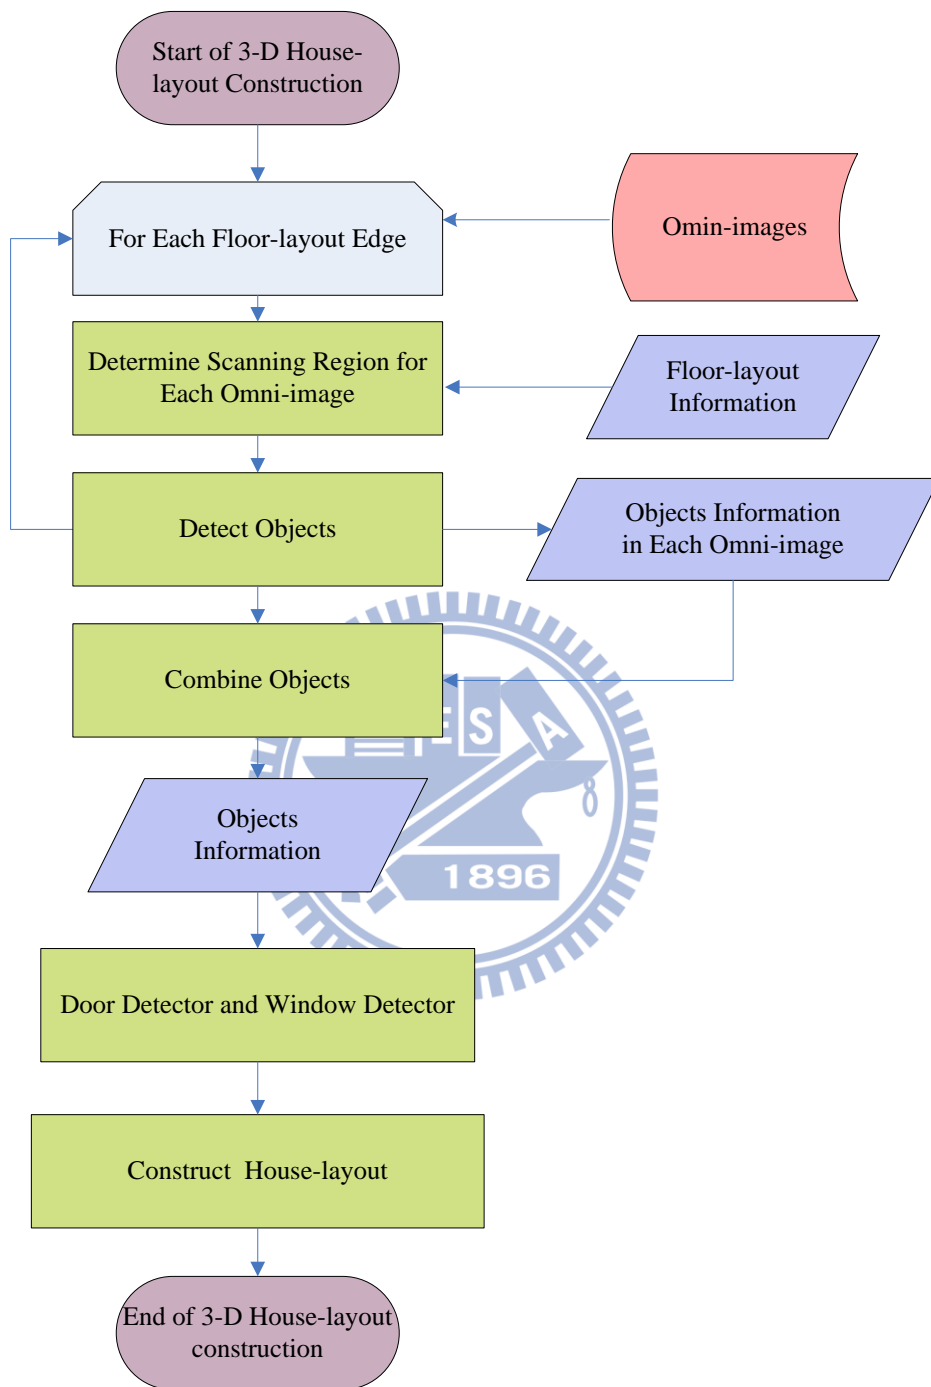 Start of 3-D House-
layout Construction
For Each Floor-layout Edge
Omin-images
Determine Scanning Region for
Each Omni-image
Floor-layout
Information
Detect Objects
Objects Information
in Each Omni-image
Combine Objects
E S A
Objects
Information
1896
Door Detector and Window Detector
Construct  House-layout
End of 3-D House-layout
construction